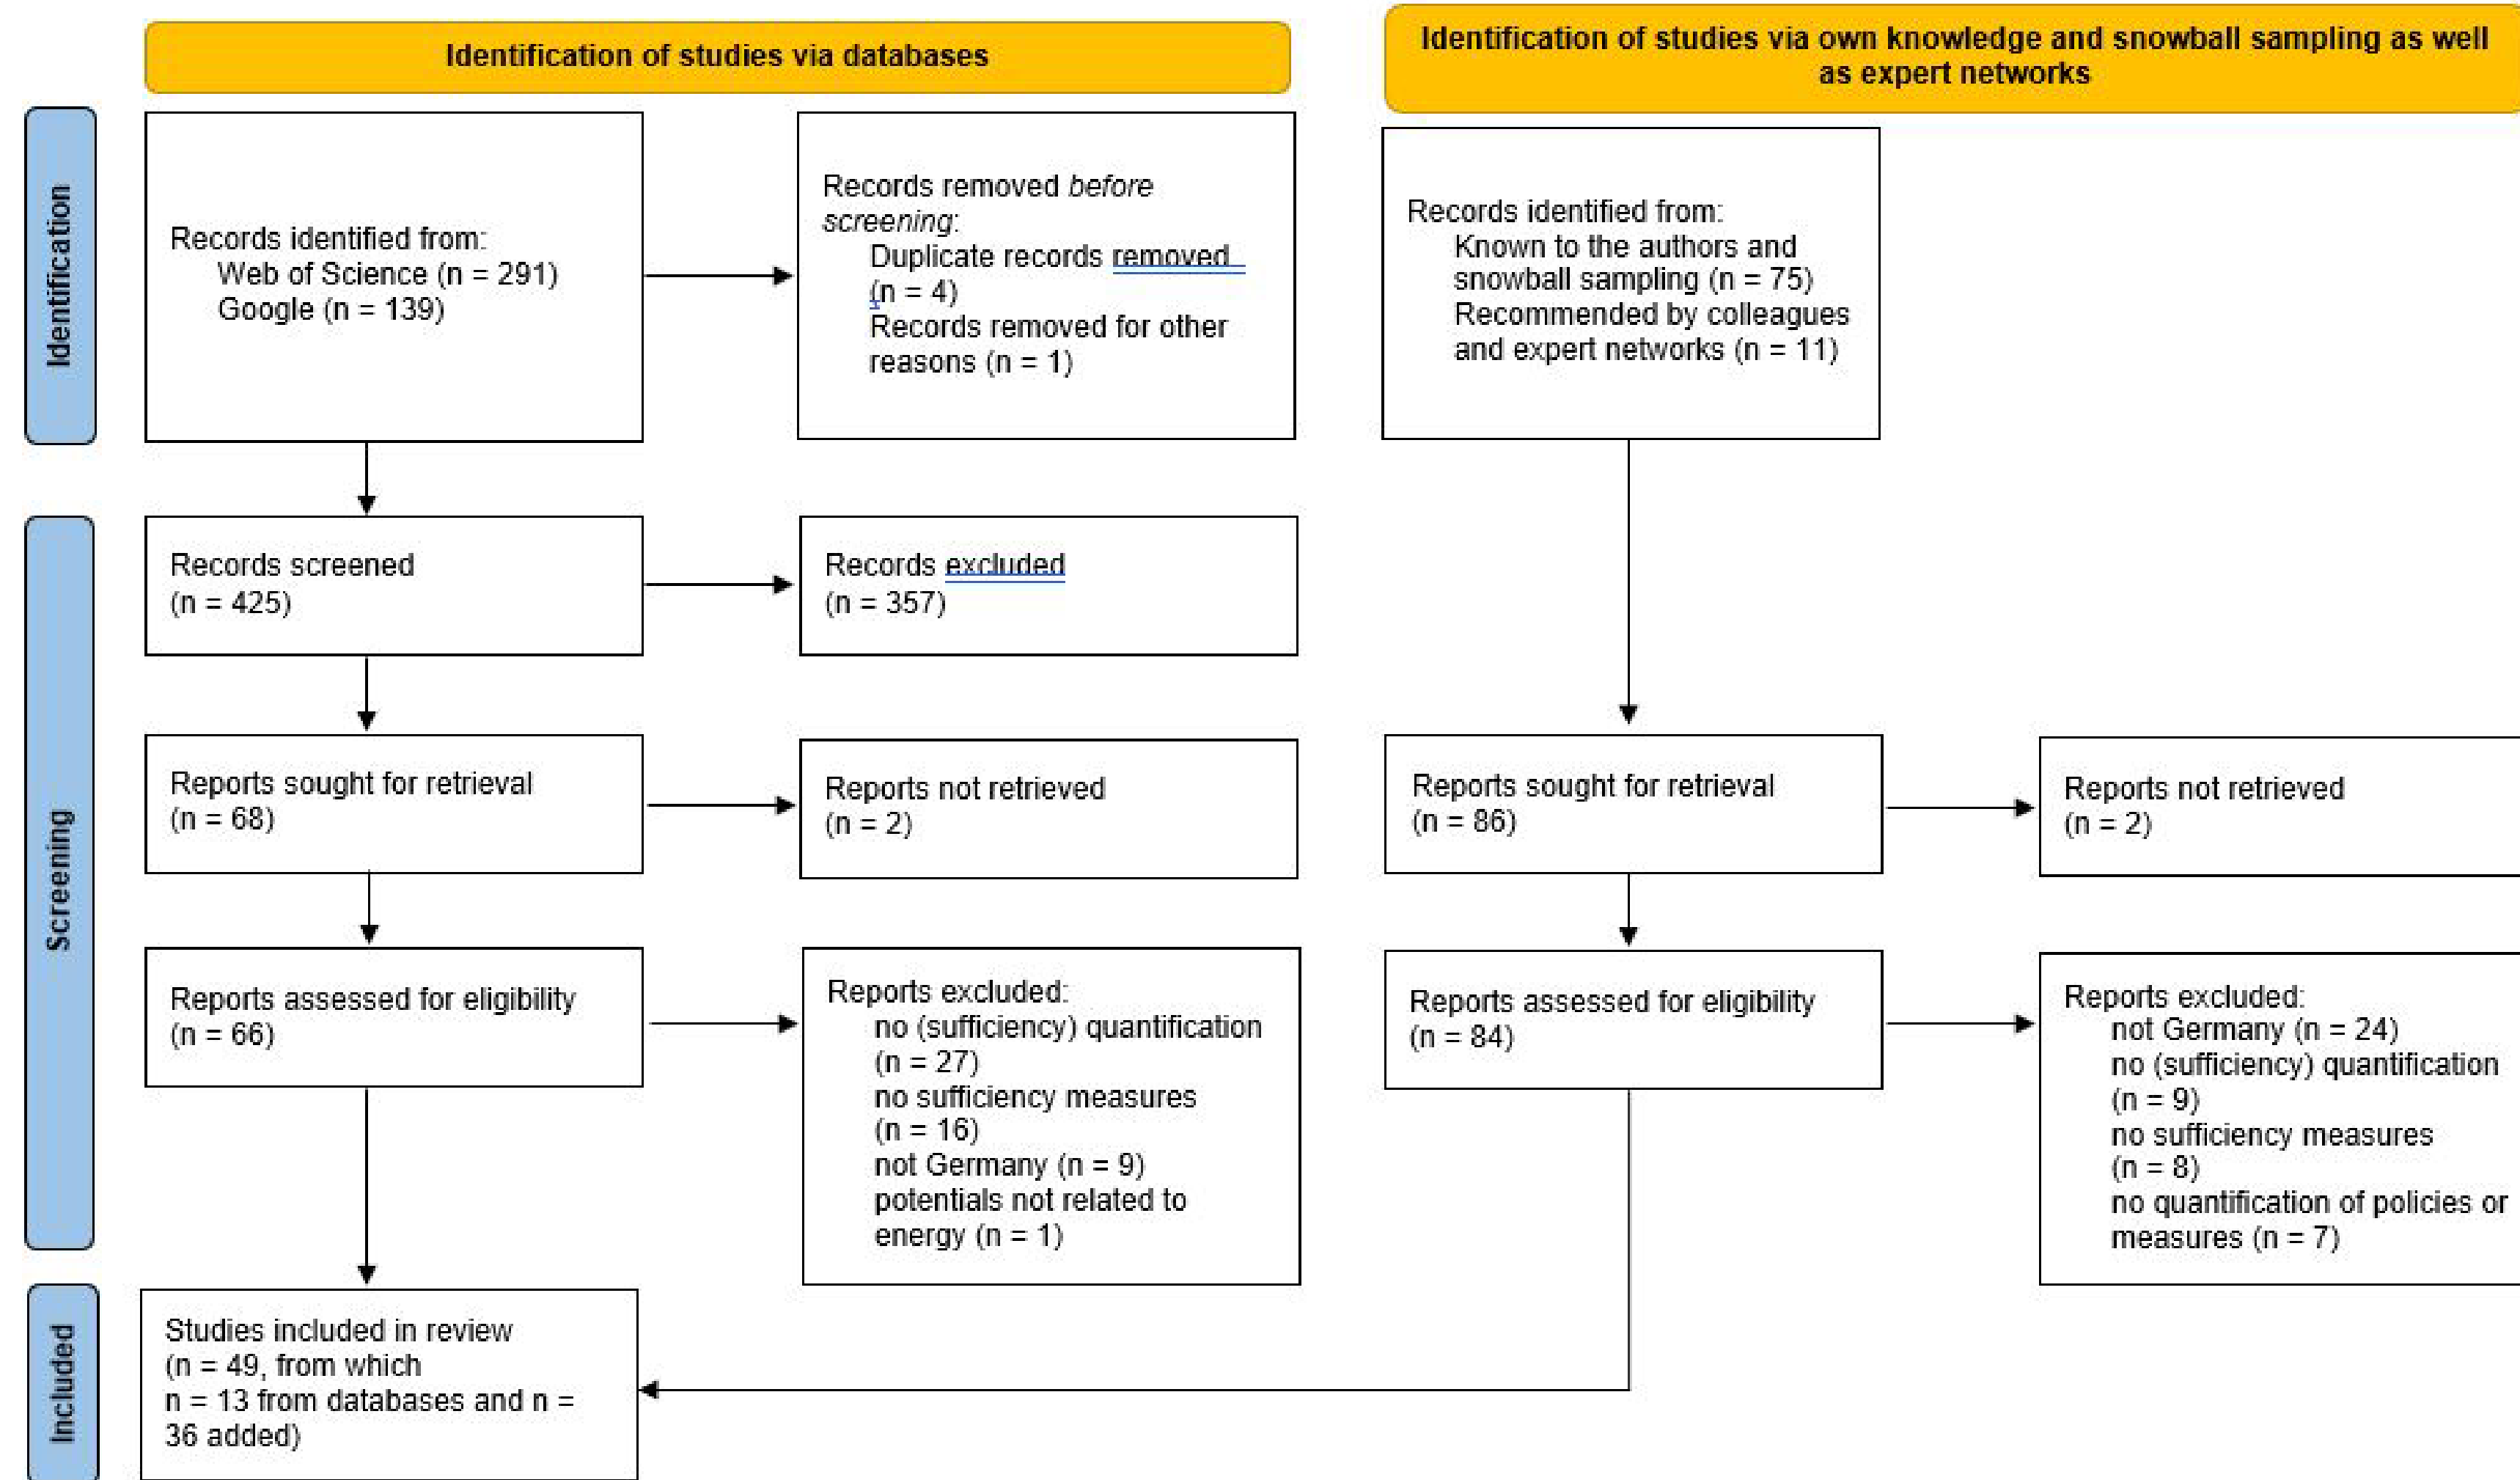 Identification of studies via databases
Identification of studies via own knowledge and snowball sampling as well
as expert networks
Identification
Records identified from:
Web of Science (n = 291)
Google (n = 139)
Records removed before
screening:
Duplicate records removed
(n = 4)
Records removed for other
reasons (n = 1)
Records identified from:
Known to the authors and
snowball sampling (n = 75)
Recommended by colleagues
and expert networks (n = 11)
Screening
Records screened
(n = 425)
Records excluded
(n = 357)
Reports sought for retrieval
(n = 68)
Reports not retrieved
(n = 2)
Reports sought for retrieval
(n = 86)
Reports not retrieved
(n = 2)
Reports assessed for eligibility
(n = 66)
Reports excluded:
no (sufficiency) quantification
(n = 27)
no sufficiency measures
(n = 16)
not Germany (n = 9)
potentials not related to
energy (n = 1)
Reports assessed for eligibility
(n = 84)
Reports excluded:
not Germany (n = 24)
no (sufficiency) quantification
(n = 9)
no sufficiency measures
(n = 8)
no quantification of policies or
measures (n = 7)
Included
Studies included in review
(n = 49, from which
n = 13 from databases and n =
36 added)